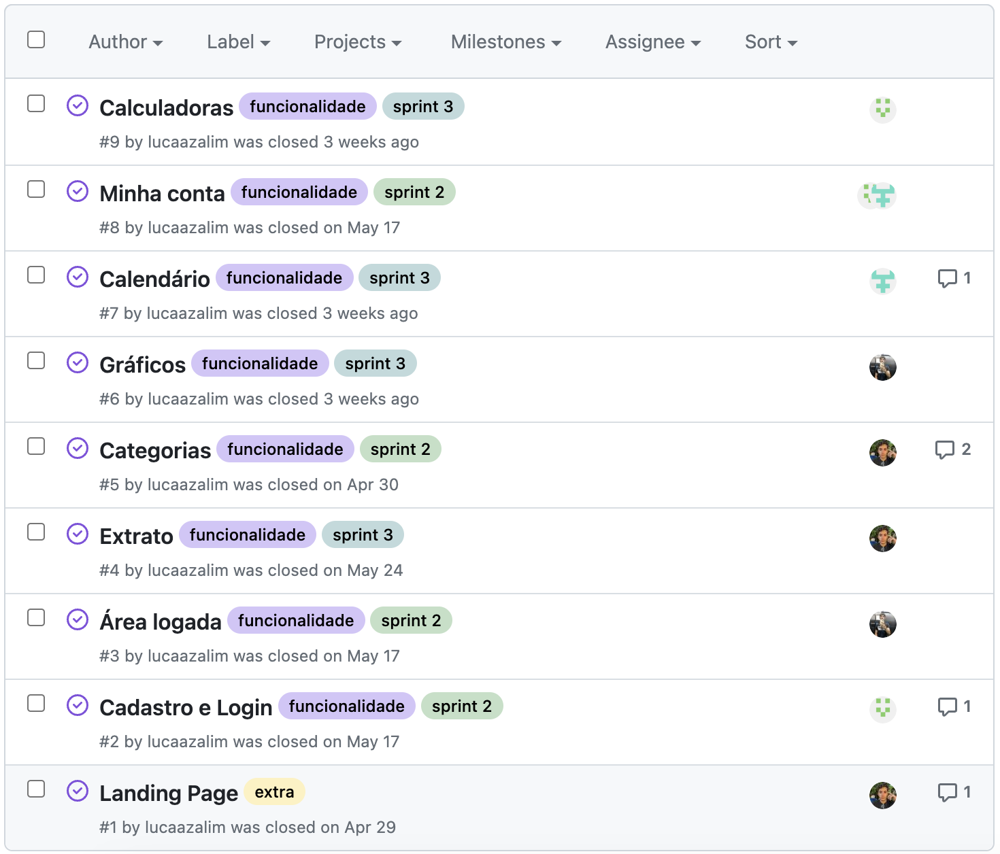 Author Label Projects Milestones Assignee Sort
Calculadoras funcionalidade sprint 3
#9 by lucaazalim was closed 3 weeks ago
Minha conta funcionalidade sprint 2
#8 by lucaazalim was closed on May 17
Calendário funcionalidade sprint 3 1
#7 by lucaazalim was closed 3 weeks ago
Gráficos funcionalidade sprint 3
#6 by lucaazalim was closed 3 weeks ago
Categorias funcionalidade sprint 2 2
#5 by lucaazalim was closed on Apr 30
Extrato funcionalidade sprint 3
#4 by lucaazalim was closed on May 24
Área logada funcionalidade sprint 2
#3 by lucaazalim was closed on May 17
Cadastro e Login funcionalidade sprint 2 1
#2 by lucaazalim was closed on May 17
Landing Page extra 1
#1 by lucaazalim was closed on Apr 29